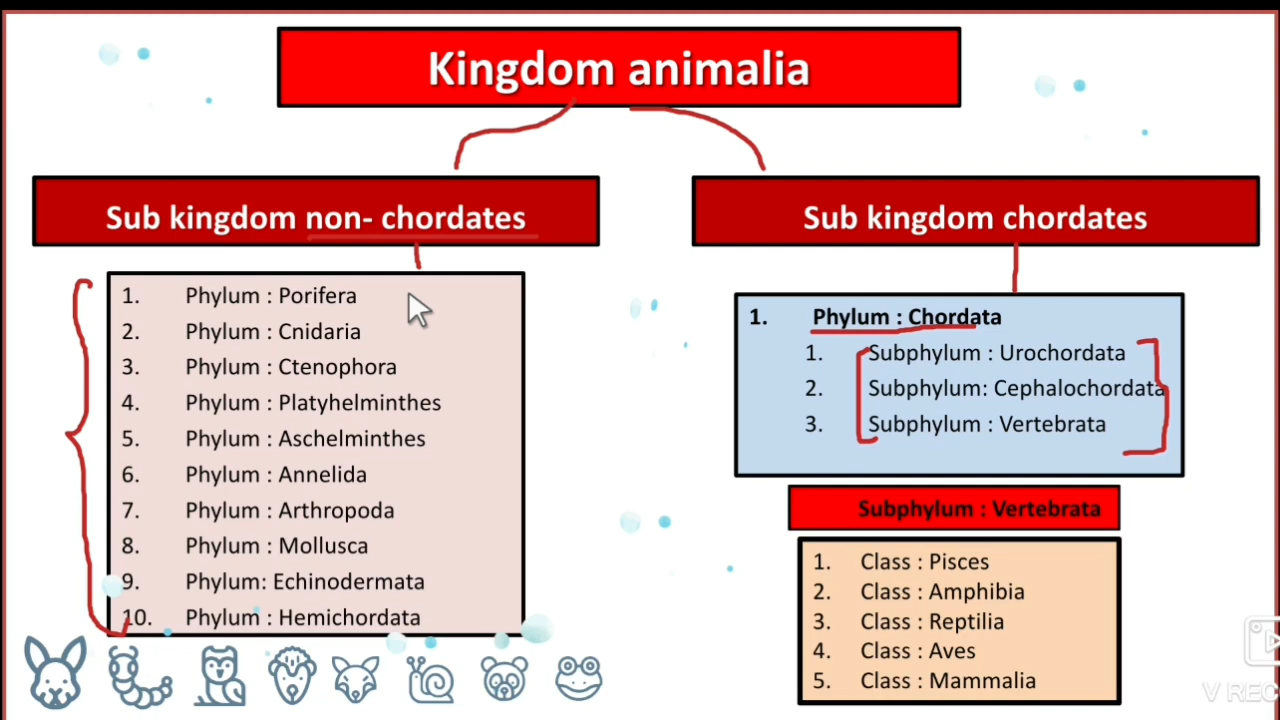 Kingdom animalia
Sub kingdom non- chordates
1. Phylum : Porifera
2. Phylum : Cnidaria
3. Phylum : Ctenophora
4. Phylum : Platyhelminthes
5. Phylum : Aschelminthes
6. Phylum : Annelida
7. Phylum : Arthropoda
8. Phylum : Mollusca
9. Phylum: Echinodermata
10. Phylum : Hemichordata
Sub kingdom chordates
1. Phylum : Chordata
1. Subphylum : Urochordata
2. Subphylum: Cephalochordata
3. Subphylum : Vertebrata
Subphylum : Vertebrata
1. Class : Pisces
2. Class : Amphibia
3. Class : Reptilia
4. Class : Aves
5. Class : Mammalia
V REC